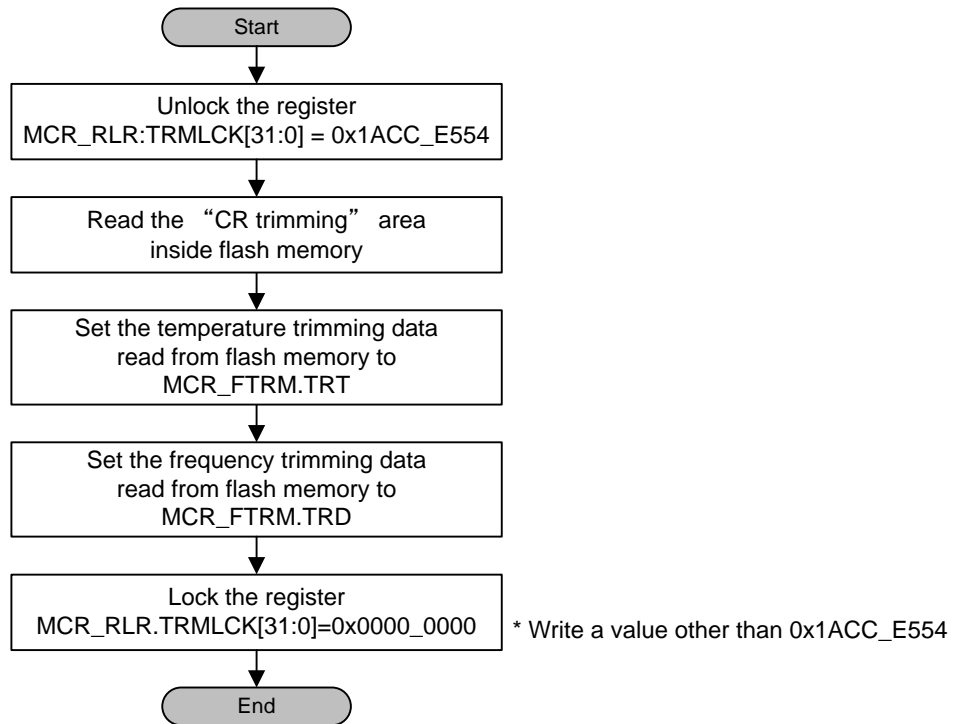 Start
Unlock the register
MCR_RLR:TRMLCK[31:0] = 0x1ACC_E554
Read the “CR trimming” area
inside flash memory
Set the temperature trimming data
read from flash memory to
MCR_FTRM.TRT
Set the frequency trimming data
read from flash memory to
MCR_FTRM.TRD
Lock the register
MCR_RLR.TRMLCK[31:0]=0x0000_0000
* Write a value other than 0x1ACC_E554
End